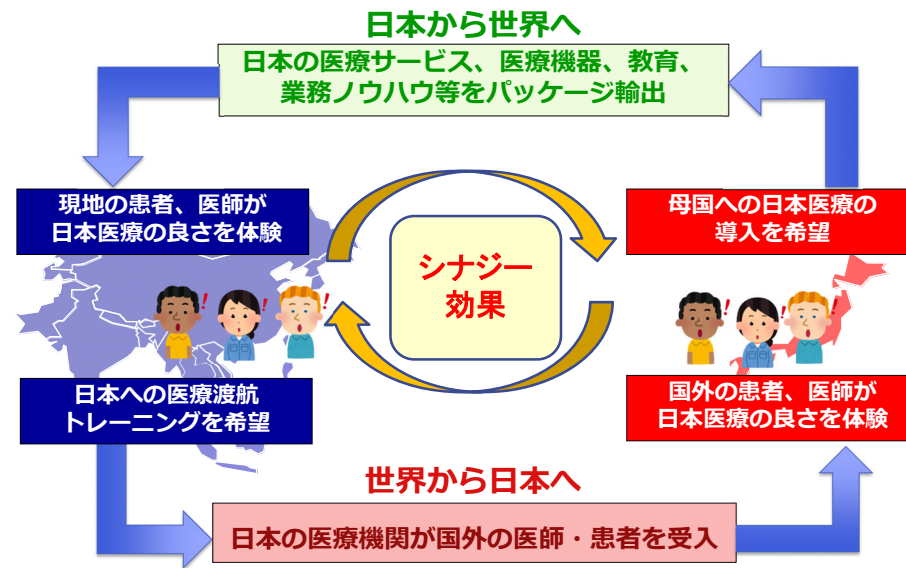 日本から世界へ
日本の医療サービス、医療機器、教育、
業務ノウハウ等をパッケージ輸出
現地の患者、医師が
日本医療の良さを体験
母国への日本医療の
導入を希望
シナジー
効果
!
!
!
!
!
!
日本への医療渡航
トレーニングを希望
国外の患者、医師が
日本医療の良さを体験
世界から日本へ
日本の医療機関が国外の医師・患者を受入